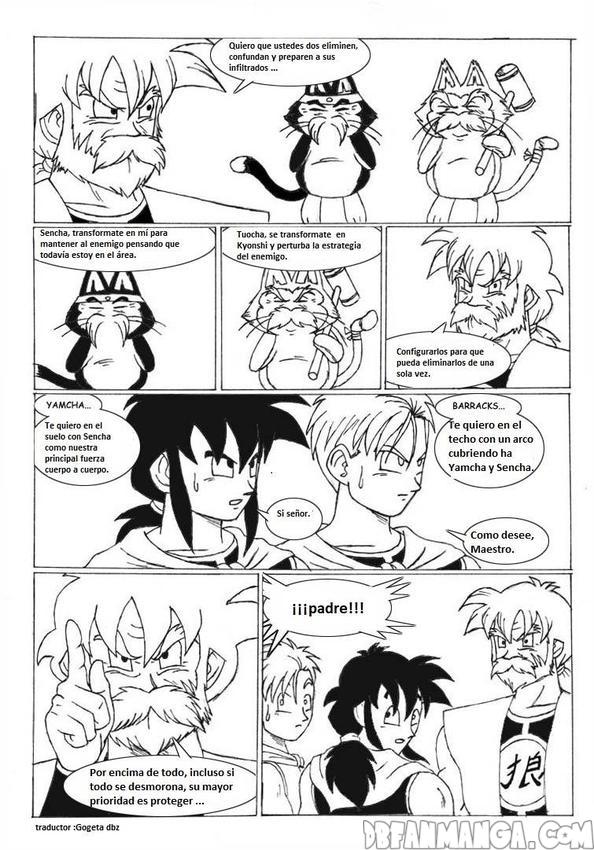 Quiero que ustedes dos eliminen,
confundan y preparen a sus
infiltrados ...
Sencha, transformate en mí para
mantener al enemigo pensando que
todavía estoy en el área.
Tuocha, se transformate en
Kyonshi y perturba la estrategia
del enemigo.
Configurarlos para que
pueda eliminarlos de una
sola vez.
YAMCHA...
Te quiero en el
suelo con Sencha
como nuestra
principal fuerza
cuerpo a cuerpo.
BARRACKS...
Te quiero en el
techo con un arco
cubriendo ha
Yamcha y Sencha.
Si señor.
Como desee,
Maestro.
Por encima de todo, incluso si
todo se desmorona, su mayor
prioridad es proteger ...
¡¡¡padre!!!
狼
traductor :Gogeta dbz
DBFANMANGA.COM